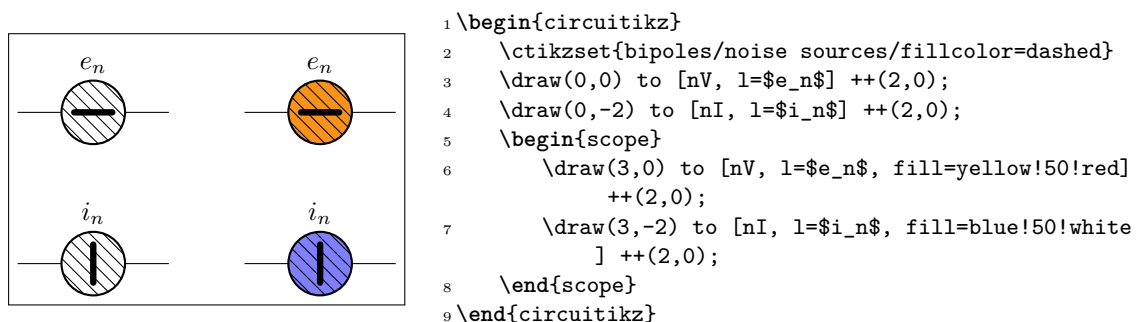 e_n e_n
i_n i_n
1 \begin{circuitikz}
2 \ctikzset{bipoles/noise sources/fillcolor=dashed}
3 \draw(0,0) to [nV, l=$e_n$] ++(2,0);
4 \draw(0,-2) to [nI, l=$i_n$] ++(2,0);
5 \begin{scope}
6 \draw(3,0) to [nV, l=$e_n$, fill=yellow!50!red]
++(2,0);
7 \draw(3,-2) to [nI, l=$i_n$, fill=blue!50!white
] ++(2,0);
8 \end{scope}
9 \end{circuitikz}